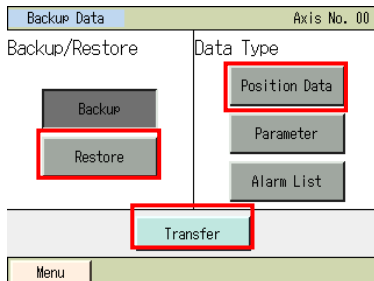 Backup Data Axis No. 00
Backup/Restore
Data Type
Backup
Restore
Position Data
Parameter
Alarm List
Transfer
Menu